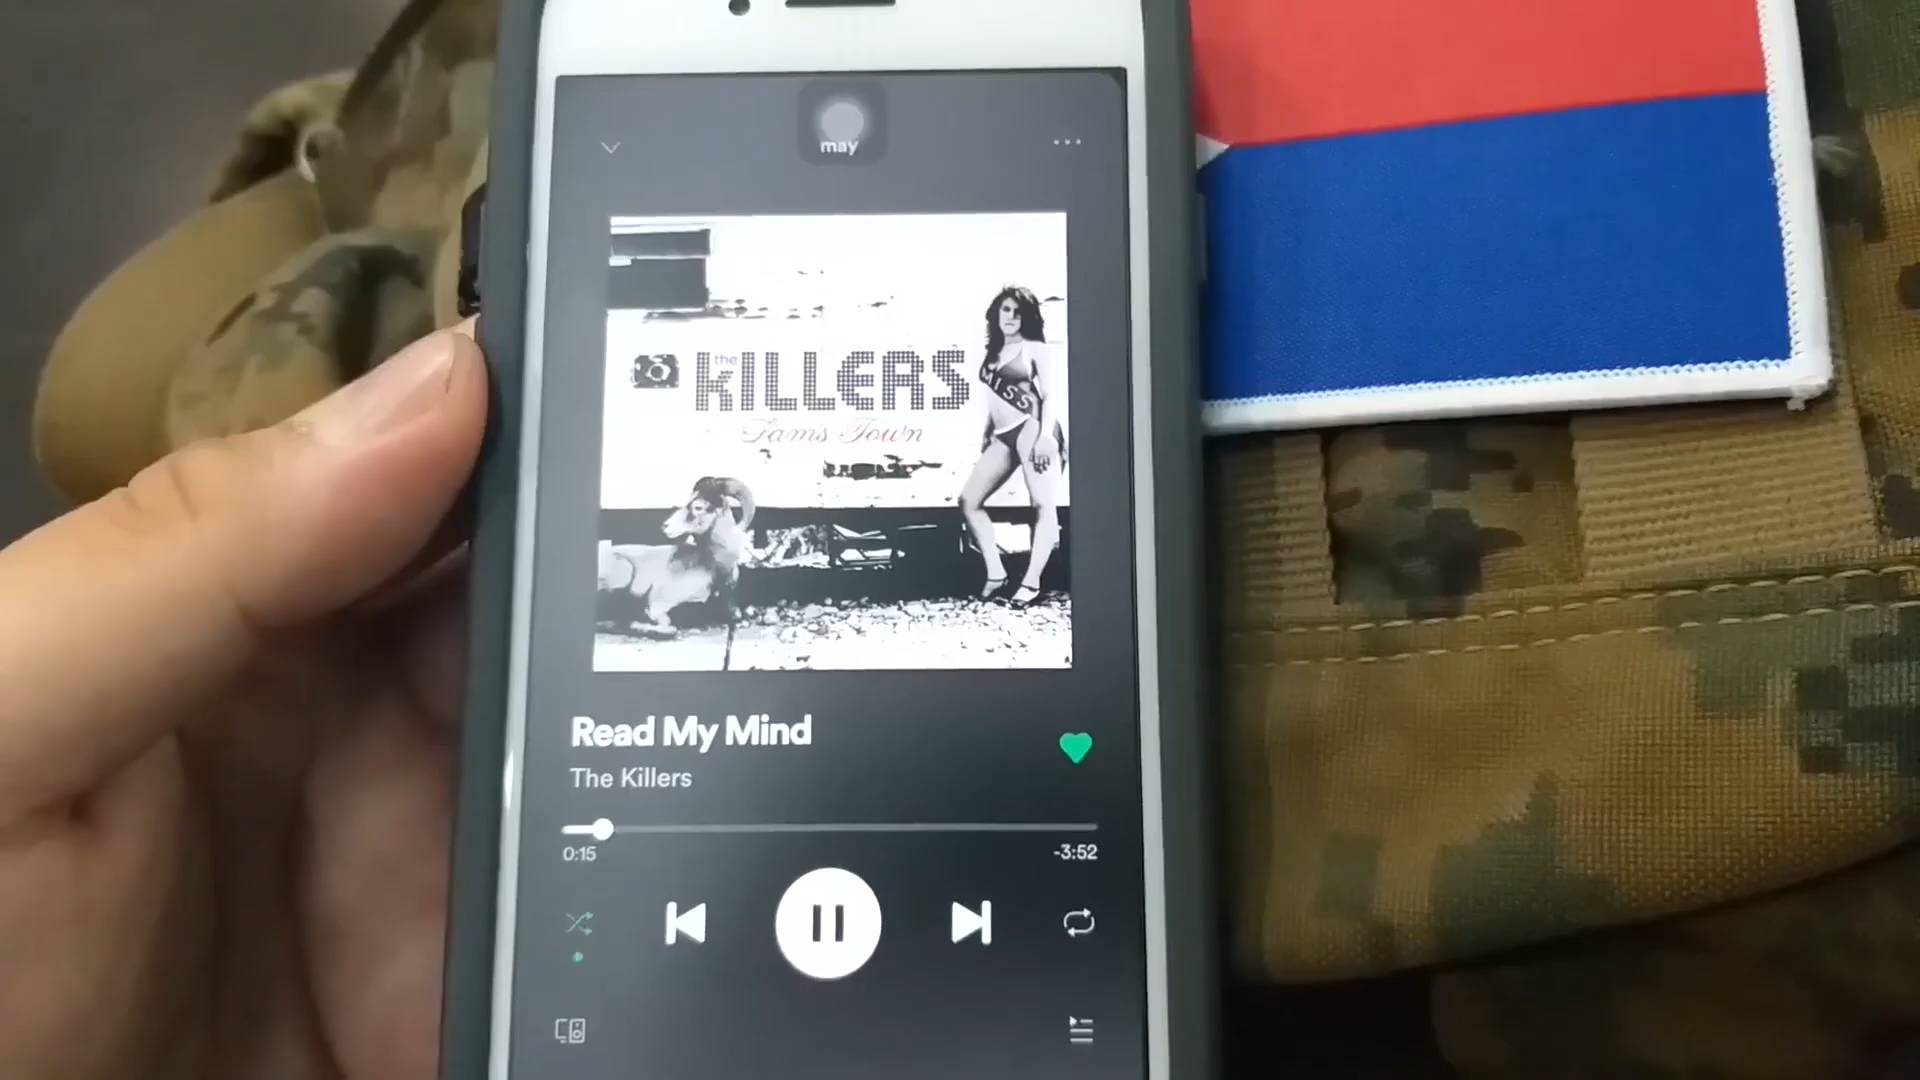 may
the
KILLERS
Sam's Town
MISS
Read My Mind
The Killers
0:15
-3:52